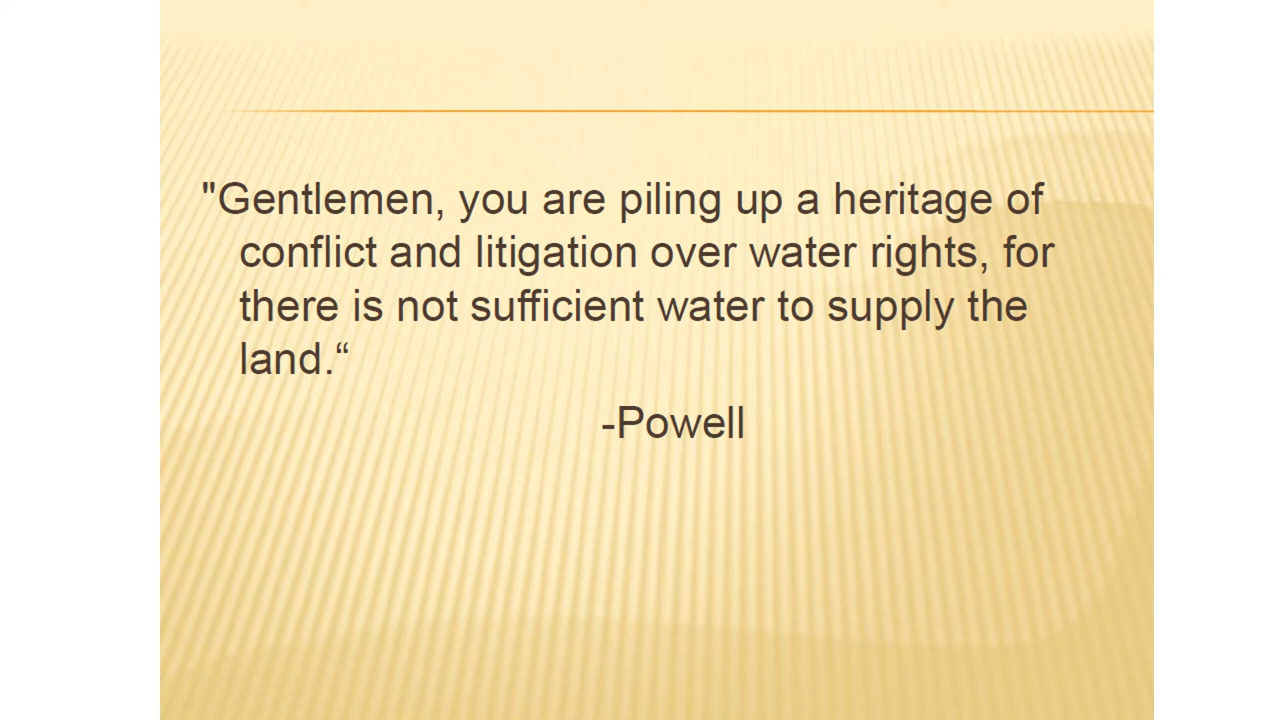 "Gentlemen, you are piling up a heritage of
conflict and litigation over water rights, for
there is not sufficient water to supply the
land.“
-Powell